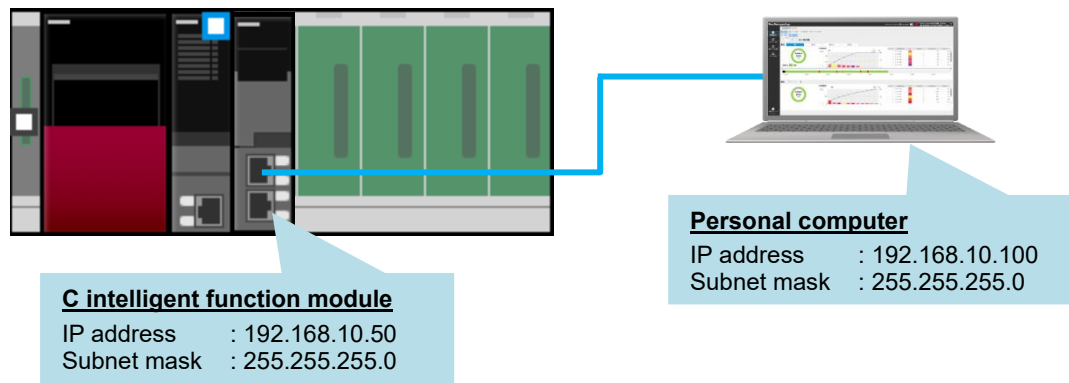 Personal computer
IP address : 192.168.10.100
Subnet mask : 255.255.255.0
C intelligent function module
IP address : 192.168.10.50
Subnet mask : 255.255.255.0